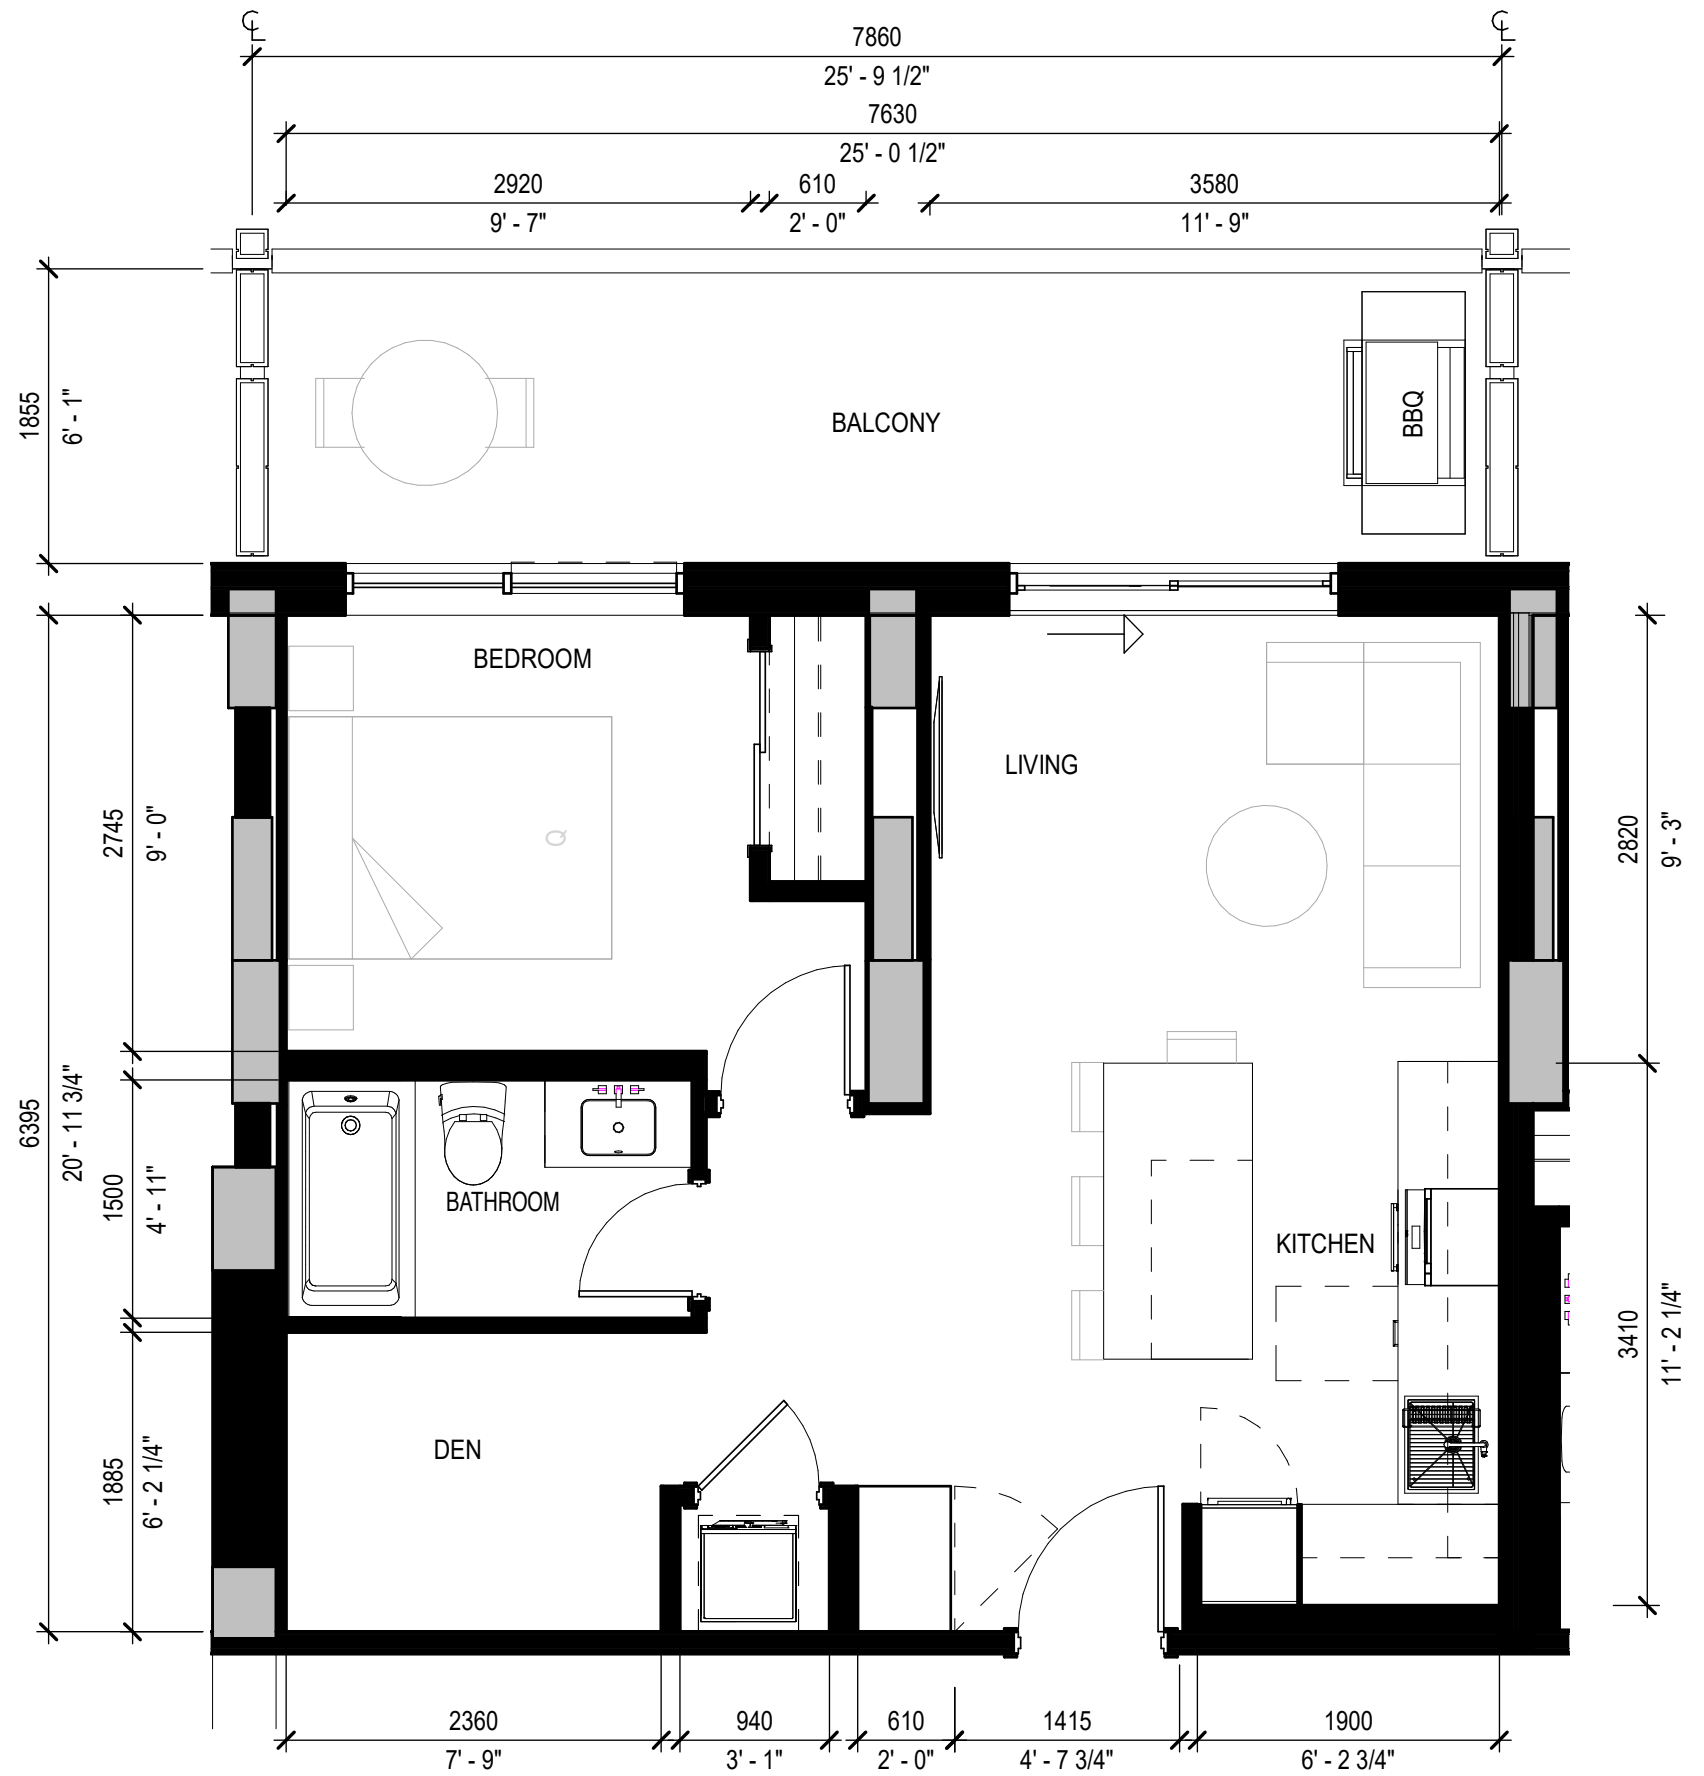 ℄ ℄
7860
25' - 9 1/2"
7630
25' - 0 1/2"
2920 610 3580
9' - 7" 2' - 0" 11' - 9"
1855
6' - 1"
BALCONY
BBQ
BEDROOM
LIVING
Q
2745
9' - 0"
2820
9' - 3"
6395
20' - 11 3/4"
1500
4' - 11"
BATHROOM
KITCHEN
3410
11' - 2 1/4"
DEN
1885
6' - 2 1/4"
2360 940 610 1415 1900
7' - 9" 3' - 1" 2' - 0" 4' - 7 3/4" 6' - 2 3/4"